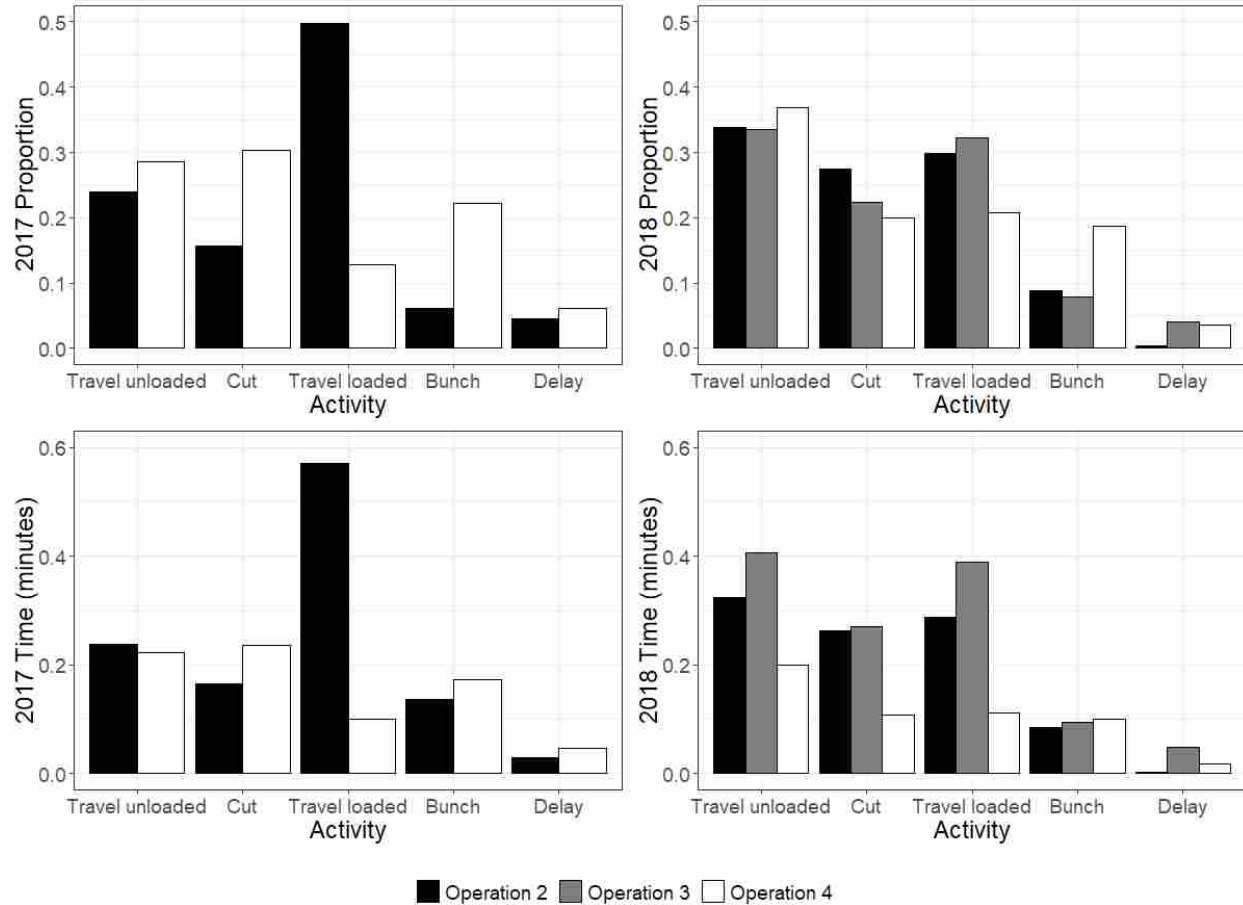 2017 Proportion
0.5
0.4
0.3
0.2
0.1
0.0
Travel unloaded Cut Travel loaded Bunch Delay
Activity
2018 Proportion
0.5
0.4
0.3
0.2
0.1
0.0
Travel unloaded Cut Travel loaded Bunch Delay
Activity
2017 Time (minutes)
0.6
0.4
0.2
0.0
Travel unloaded Cut Travel loaded Bunch Delay
Activity
2018 Time (minutes)
0.6
0.4
0.2
0.0
Travel unloaded Cut Travel loaded Bunch Delay
Activity
Operation 2 Operation 3 Operation 4